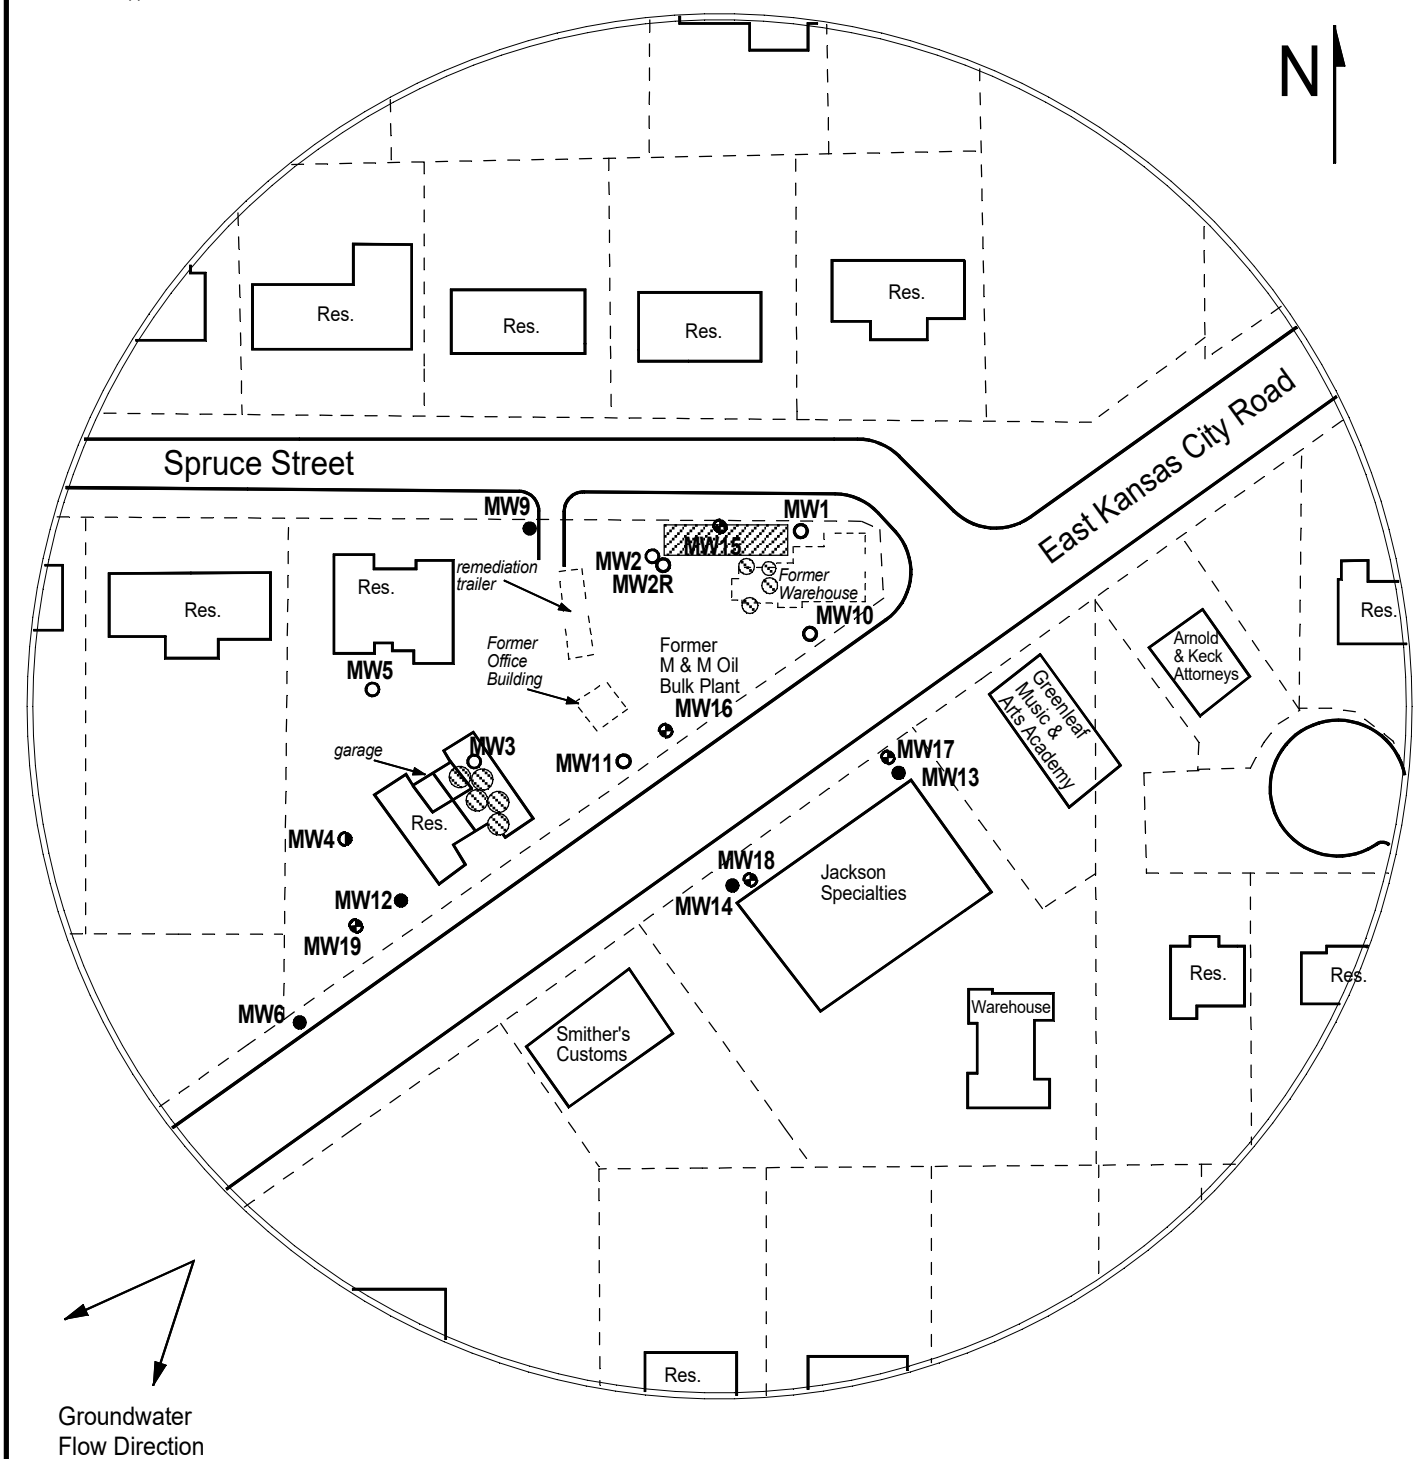 N
Res.
Res.
Res.
Res.
Spruce Street
East Kansas City Road
MW9
MW1
MW15
MW2
MW2R
remediation
trailer
Former
Warehouse
Res.
Res.
MW10
Former
Office
Building
Former
M & M Oil
Bulk Plant
Res.
Arnold
& Keck
Attorneys
Greenleaf
Music &
Arts Academy
MW5
MW16
garage
MW3
MW11
MW17
MW13
Res.
MW4
MW18
Jackson
Specialties
MW12
MW14
MW19
Res.
Res.
MW6
Warehouse
Smither's
Customs
Res.
Groundwater
Flow Direction